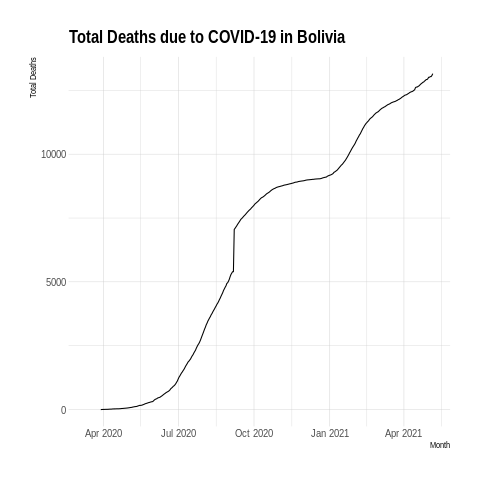 Total Deaths due to COVID-19 in Bolivia
Total Deaths
10000
5000
0
Apr 2020 Jul 2020 Oct 2020 Jan 2021 Apr 2021
Month